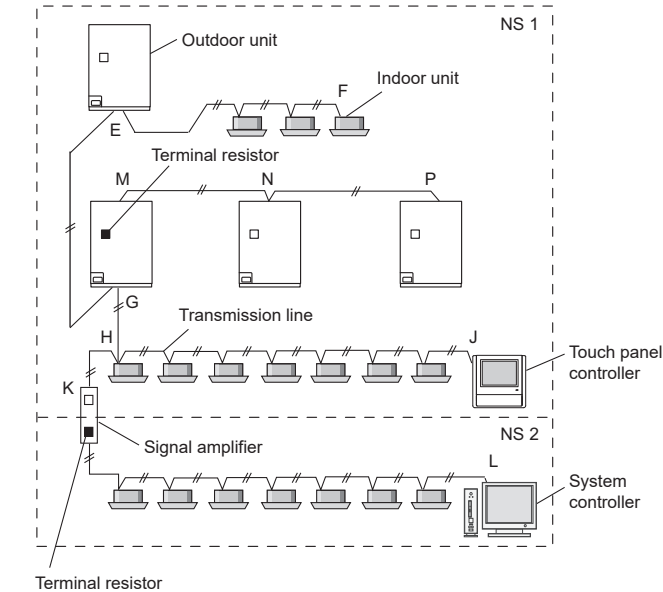 NS 1
Outdoor unit
Indoor unit
F
E
Terminal resistor
M
N
P
G
Transmission line
H
J
Touch panel
controller
K
NS 2
Signal amplifier
L
System
controller
Terminal resistor